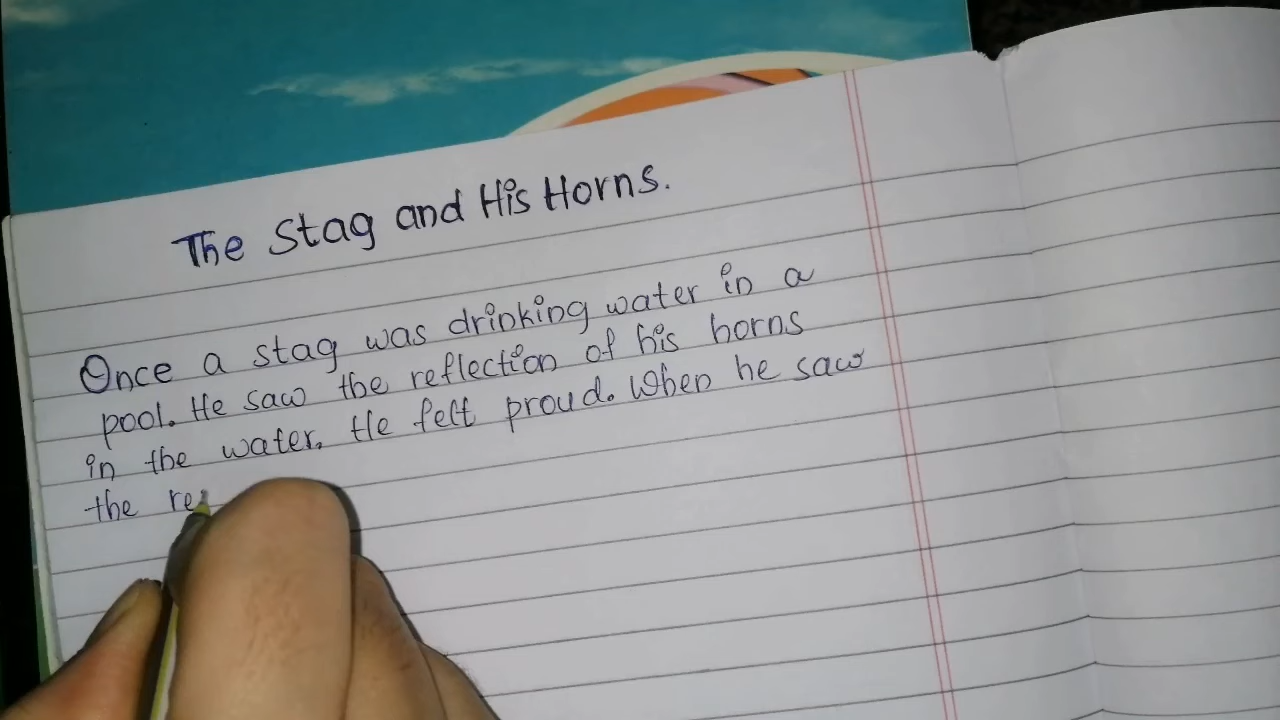 The Stag and His Horns.
Once a stag was drinking water in a
pool. He saw the reflection of his horns
in the water. He felt proud. When he saw
the re